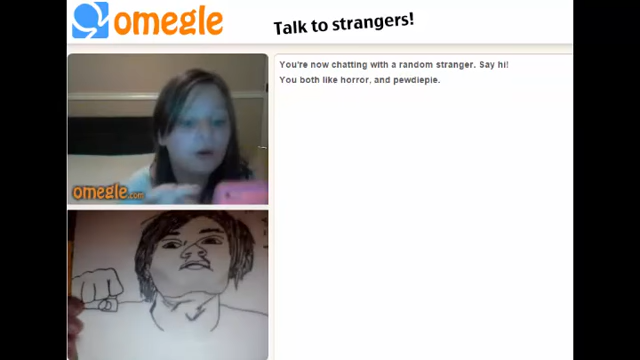 omegle
Talk to strangers!
You're now chatting with a random stranger. Say hi!
You both like horror, and pewdiepie.
omegle.com